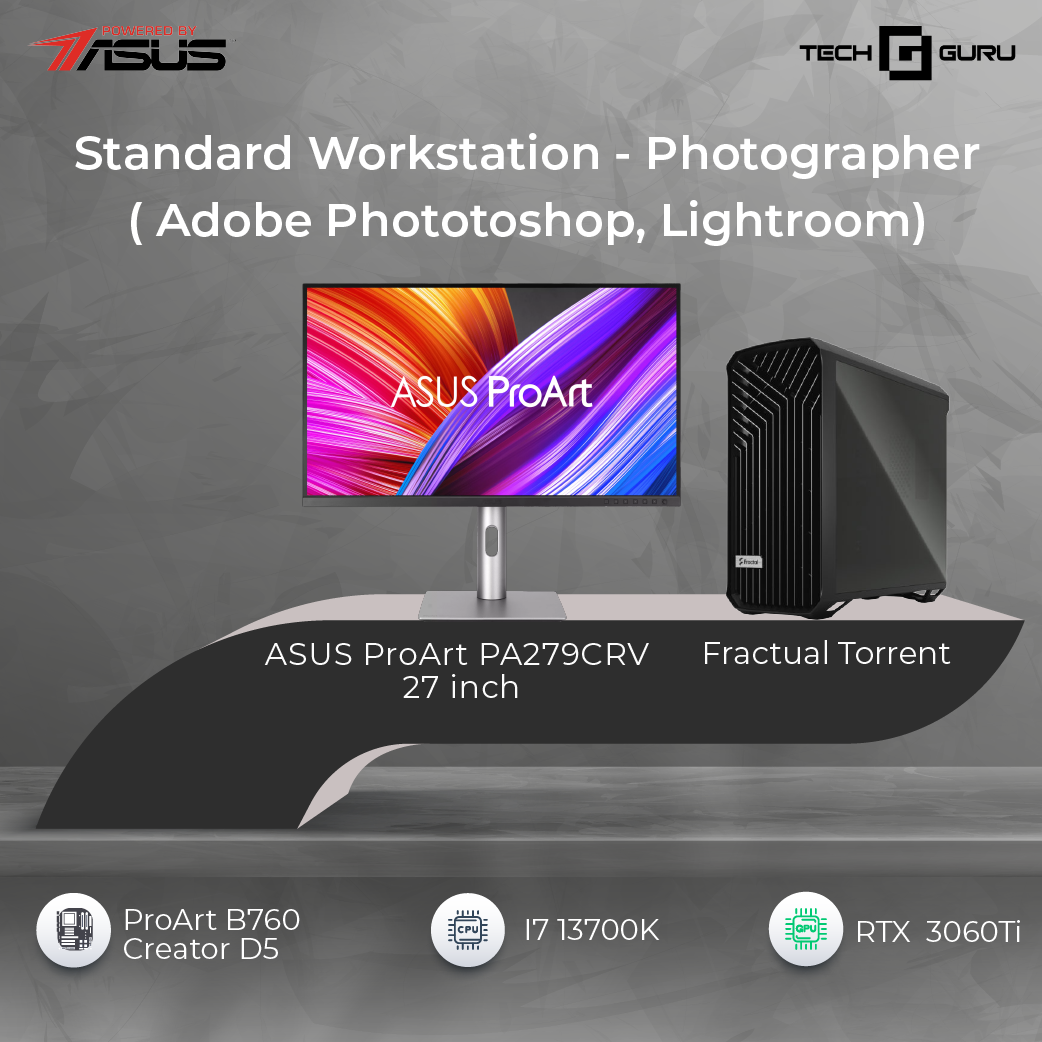 POWERED BY
ASUS
TECH GURU
Standard Workstation - Photographer
( Adobe Phototoshop, Lightroom)
ASUS ProArt
fractal
ASUS ProArt PA279CRV
27 inch
Fractual Torrent
ProArt B760
Creator D5
CPU
I7 13700K
GPU
RTX 3060Ti